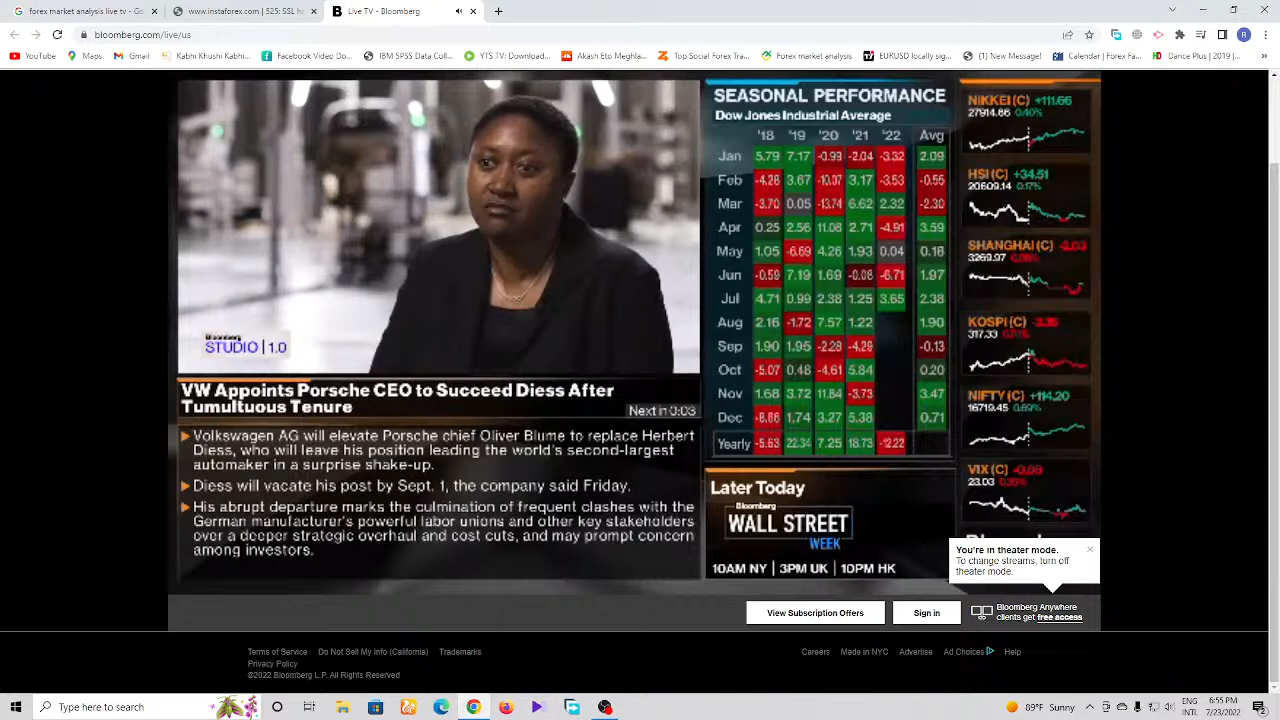 forex market analysis live tv - Go
www.instaforex.com | 525: SSL ha
Live TV - Bloomberg
bloomberg.com/live/us
YouTube
Maps
Gmail
Kabhi Khushi Kabhi...
IBM SPSS Data Coll...
YTS TV: Download...
Akash Eto Meghla...
Top Social Forex Tra...
Forex Forum
EURUSD locally sig...
(1) New Message!
Calendar | Forex Fa...
Dance Plus | 2019 |...
Bloomberg
STUDIO | 1.0
VW Appoints Porsche CEO to Succeed Diess After
Tumultuous Tenure
Next in 0:03
Volkswagen AG will elevate Porsche chief Oliver Blume to replace Herbert
Diess, who will leave his position leading the world's second-largest
automaker in a surprise shake-up.
Diess will vacate his post by Sept. 1, the company said Friday.
His abrupt departure marks the culmination of frequent clashes with the
German manufacturer's powerful labor unions and other key stakeholders
over a deeper strategic overhaul and cost cuts, and may prompt concern
among investors.
SEASONAL PERFORMANCE
Dow Jones Industrial Average
'18 '19 '20 '21 '22 Avg
Jan 5.79 7.17 -0.99 -2.04 -3.32 2.09
Feb -4.28 3.67 -10.07 3.17 -3.53 -0.55
Mar -3.70 0.05 -13.74 6.62 2.32 -2.30
Apr 0.25 2.56 11.08 2.71 -4.91 3.59
May 1.05 -6.69 4.26 1.93 0.04 0.18
Jun -0.59 7.19 1.69 -0.08 -6.71 1.97
Jul 4.71 0.99 2.38 1.25 3.65 2.38
Aug 2.16 -1.72 7.57 1.22 1.90
Sep 1.90 1.95 -2.28 -4.29 -0.13
Oct -5.07 0.48 -4.61 5.84 0.20
Nov 1.68 3.72 11.84 -3.73 3.47
Dec -8.66 1.74 3.27 5.38 0.71
Yearly -5.63 22.34 7.25 18.73 -12.22
Later Today
Bloomberg
WALL STREET
WEEK
10AM NY | 3PM UK | 10PM HK
NIKKEI (C) +111.66
27914.66 0.40%
HSI (C) +34.51
20609.14 0.17%
SHANGHAI (C)
3269.97
KOSPI (C)
317.33
NIFTY (C) +114.20
16719.45 0.69%
VIX (C)
23.03
You're in theater mode.
To change streams, turn off
theater mode.
View Subscription Offers
Sign in
Bloomberg Anywhere
clients get free access
Terms of Service Do Not Sell My Info (California) Trademarks
Privacy Policy
©2022 Bloomberg L.P. All Rights Reserved
Careers Made in NYC Advertise Ad Choices Help
Type here to search
89°F Sunny
ENG
INTL
6:55 PM
7/23/2022